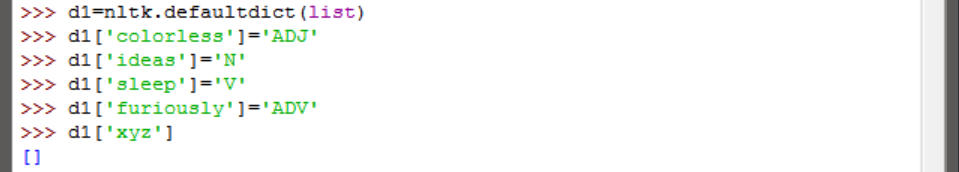 >>> d1=nltk.defaultdict(list)
>>> d1['colorless']='ADJ'
>>> d1['ideas']='N'
>>> d1['sleep']='V'
>>> d1['furiously']='ADV'
>>> d1['xyz']
[]